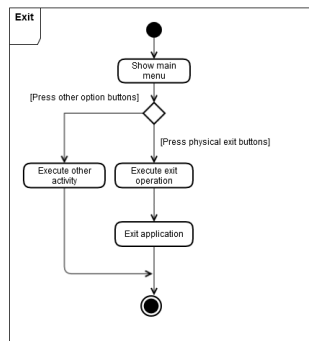 Exit
Show main
menu
[Press other option buttons]
[Press physical exit buttons]
Execute other
activity
Execute exit
operation
Exit application